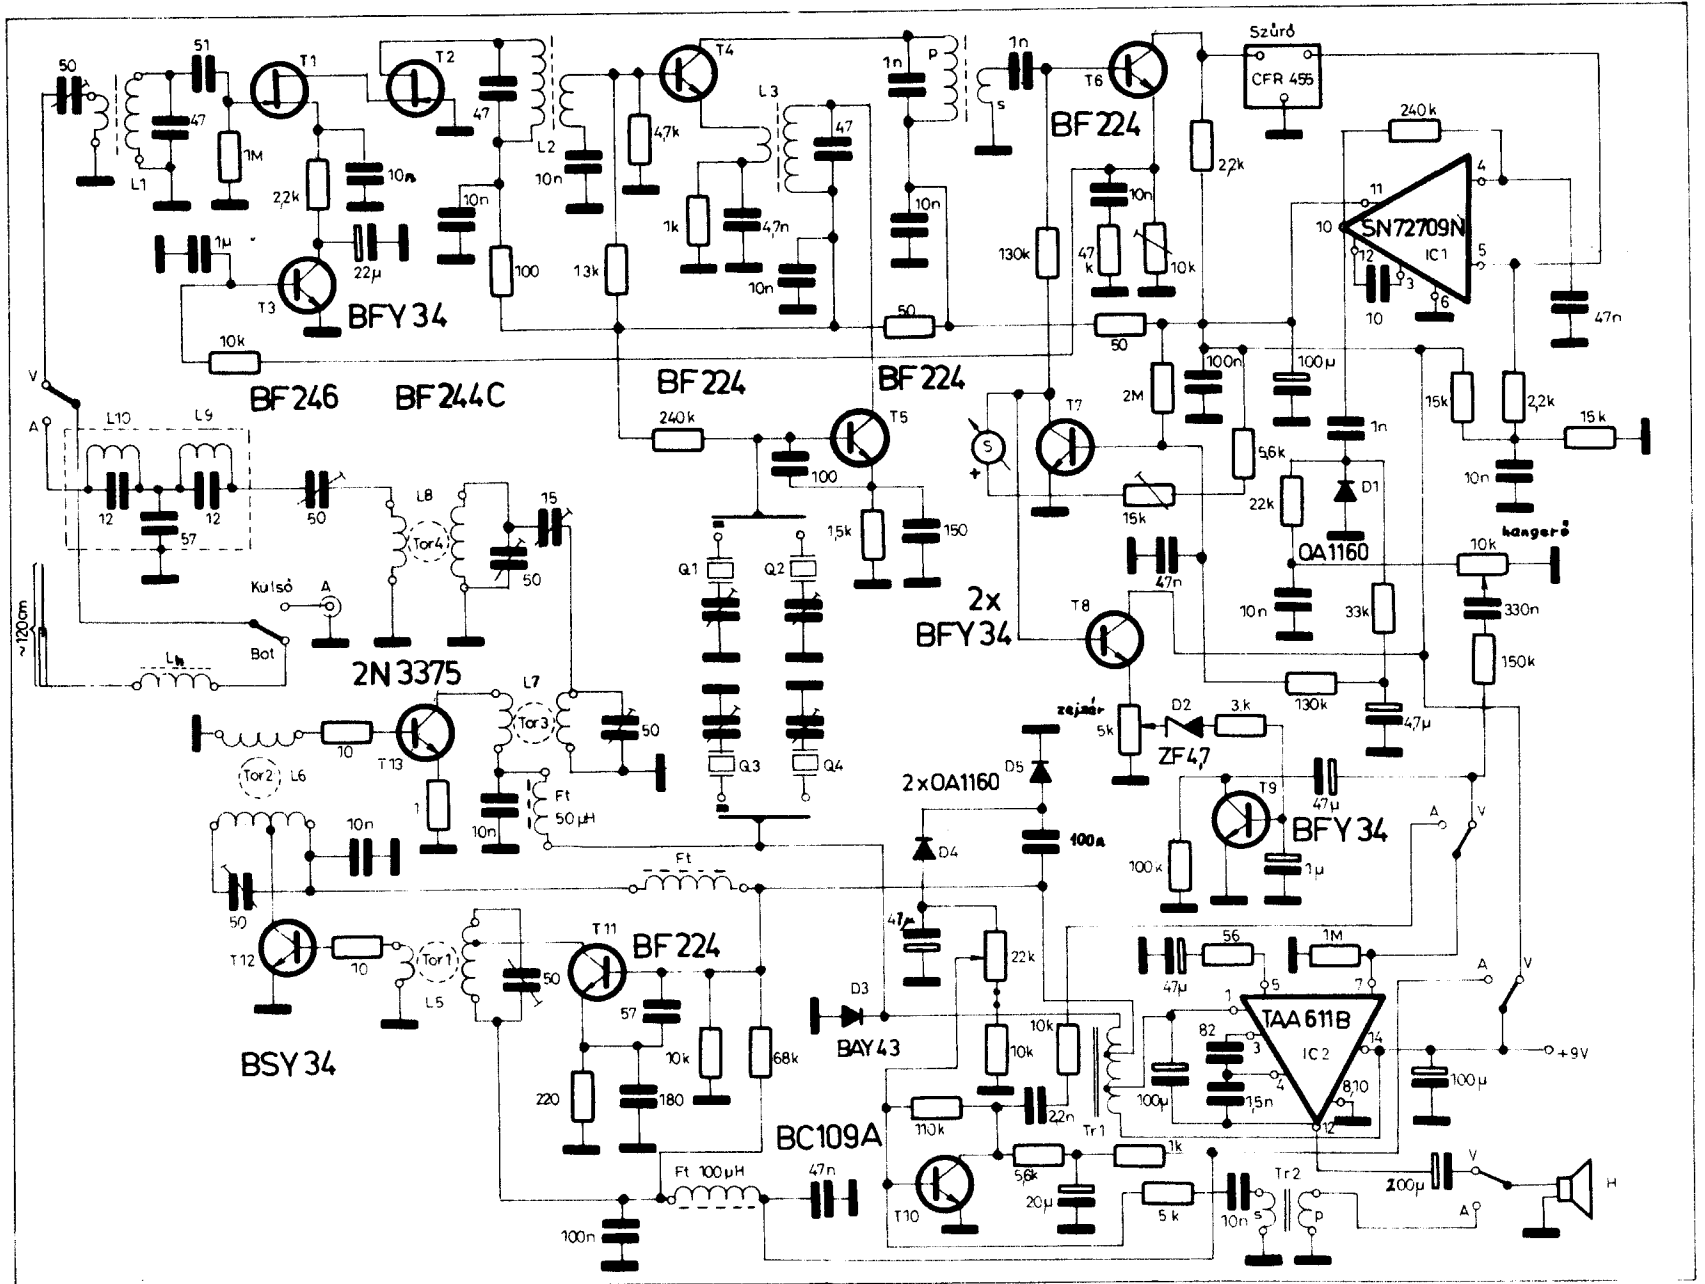 50
51
T1
T2
T4
1n
1n
T6
Szűrő
CFR 455
47
L1
1M
2,2k
10n
47
L2
10n
4,7k
L3
47
p
s
BF224
2,2k
240k
4
11
SN72709N
IC1
10
12
3
5
6
10
47n
1µ
22µ
T3
BFY34
10n
100
13k
1k
4,7n
10n
10n
130k
10n
47
k
10k
10k
BF246
BF244C
BF224
BF224
50
50
V
A
L10
L9
12
57
12
50
240k
T5
100
1,5k
150
S
+
T7
2M
100n
100µ
5,6k
15k
1n
22k
D1
OA1160
15k
2,2k
15k
10n
hangerő
10k
330n
150k
L8
Tor4
15
50
~120cm
Külső
A
Bot
Lh
2N3375
Q1
Q2
Q3
Q4
2x
BFY34
T8
47n
10n
33k
130k
4,7µ
zajzár
5k
D2
ZF4,7
3k
10
T13
Tor2
L6
1
L7
Tor3
50
10n
Ft
50µH
D5
2xOA1160
D4
100n
T9
BFY34
47µ
100k
1µ
A
V
10n
50
Ft
T12
10
Tor1
L5
BSY34
T11
BF224
50
57
220
180
10k
68k
47µ
22k
D3
BAY43
10k
10k
110k
2,2n
Tr1
47µ
56
1M
5
7
1
TAA611B
IC2
82
3
4
1,5n
14
8,10
12
100µ
A
V
+9V
100µ
BC109A
Ft 100µH
47n
100n
T10
5,6k
20µ
1k
5k
10n
Tr2
s
p
200µ
V
A
H